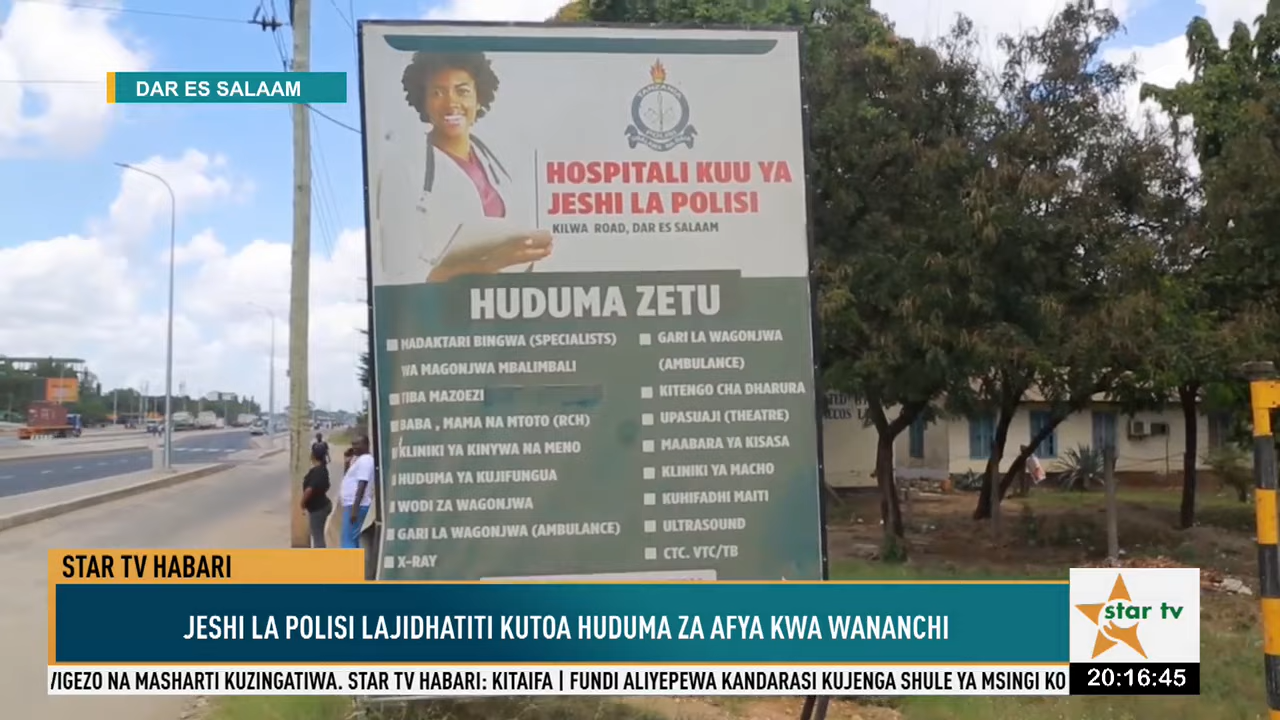 DAR ES SALAAM
TANZANIA
POLISI
HOSPITALI KUU YA
JESHI LA POLISI
KILWA ROAD, DAR ES SALAAM
HUDUMA ZETU
MADAKTARI BINGWA (SPECIALISTS)
WA MAGONJWA MBALIMBALI
TIBA MAZOEZI
BABA , MAMA NA MTOTO (RCH)
KLINIKI YA KINYWA NA MENO
HUDUMA YA KUJIFUNGUA
WODI ZA WAGONJWA
GARI LA WAGONJWA (AMBULANCE)
X-RAY
GARI LA WAGONJWA
(AMBULANCE)
KITENGO CHA DHARURA
UPASUAJI (THEATRE)
MAABARA YA KISASA
KLINIKI YA MACHO
KUHIFADHI MAITI
ULTRASOUND
CTC. VTC/TB
STAR TV HABARI
JESHI LA POLISI LAJIDHATITI KUTOA HUDUMA ZA AFYA KWA WANANCHI
star tv
VIGEZO NA MASHARTI KUZINGATIWA. STAR TV HABARI: KITAIFA | FUNDI ALIYEPEWA KANDARASI KUJENGA SHULE YA MSINGI KO
20:16:45